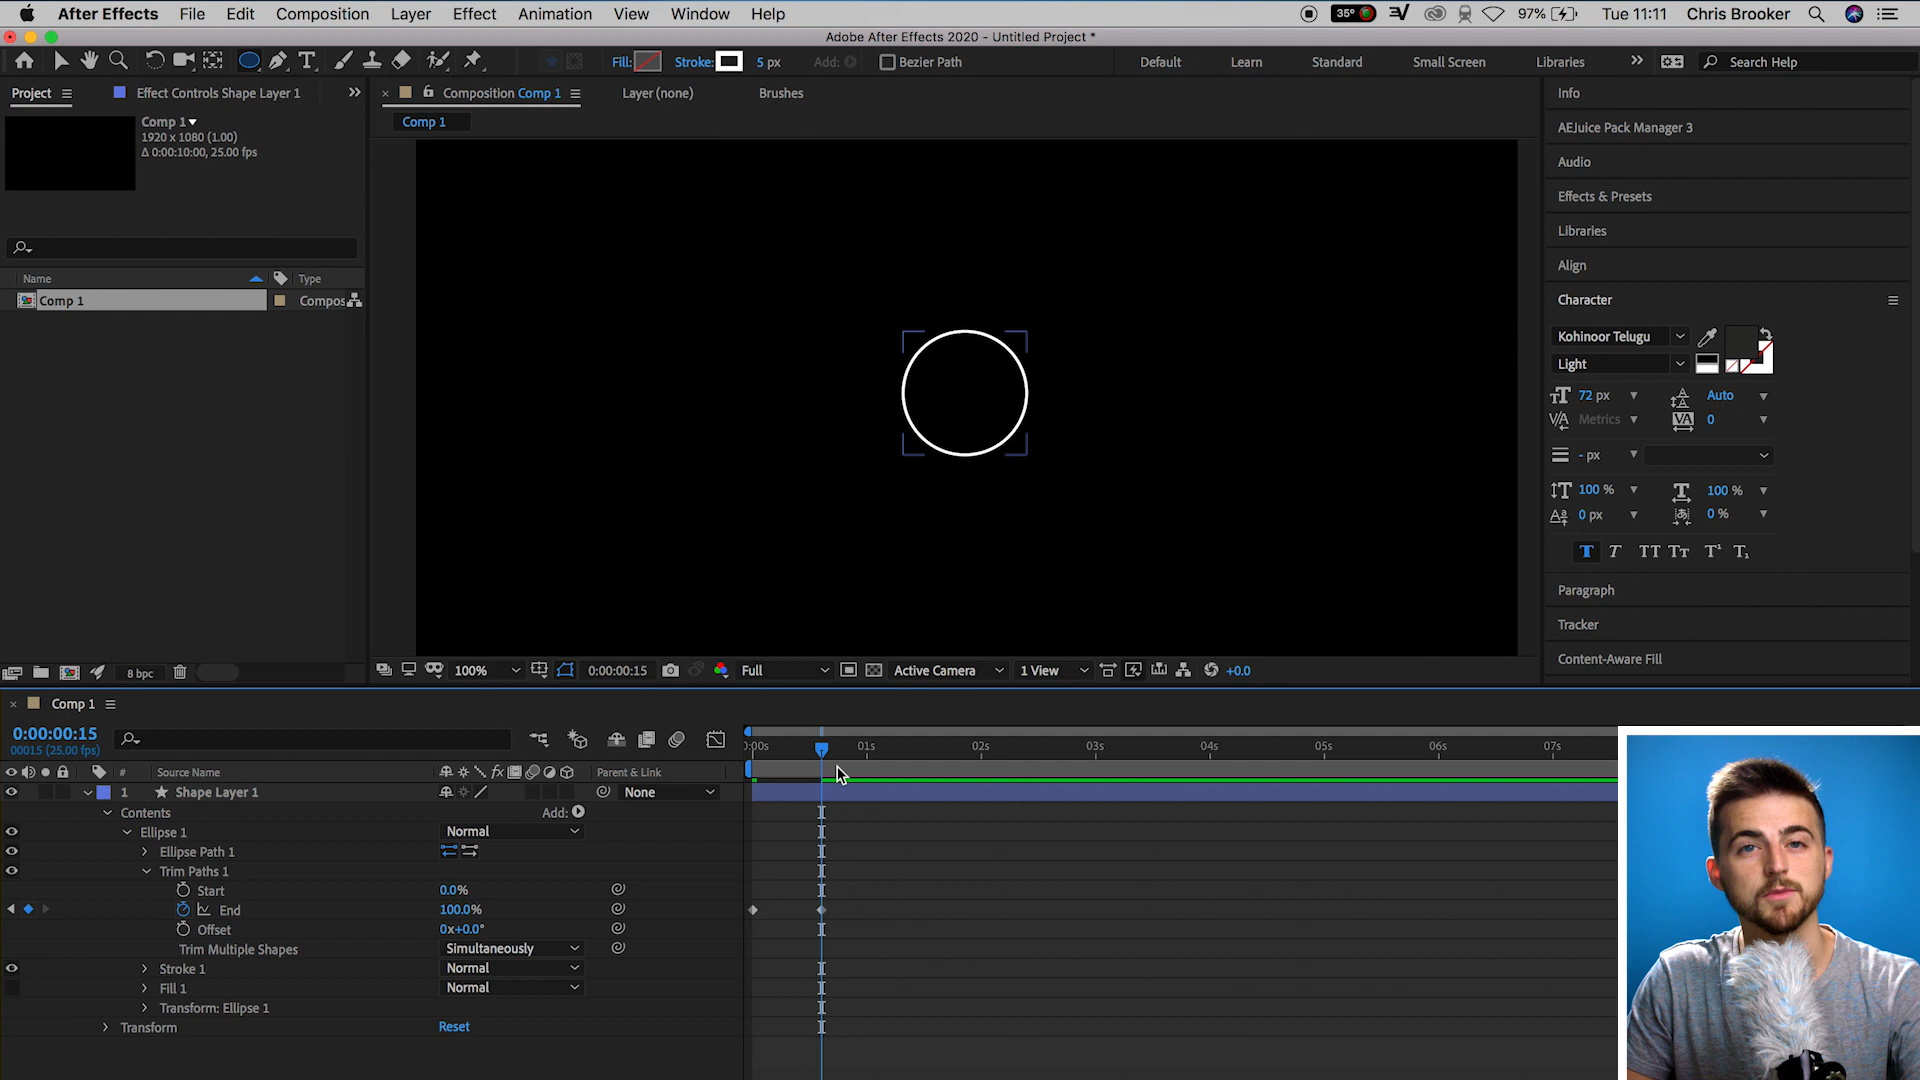 After Effects File Edit Composition Layer Effect Animation View Window Help 35° 97% Tue 11:11 Chris Brooker
Adobe After Effects 2020 - Untitled Project *
Fill: Stroke: 5 px Add: Bezier Path Default Learn Standard Small Screen Libraries Search Help
Project Effect Controls Shape Layer 1 Composition Comp 1 Layer (none) Brushes
Comp 1
Comp 1
1920 x 1080 (1.00)
Δ 0:00:10:00, 25.00 fps
Name Type
Comp 1 Compos
8 bpc
100% 0:00:00:15 Full Active Camera 1 View +0.0
Info
AEJuice Pack Manager 3
Audio
Effects & Presets
Libraries
Align
Character
Kohinoor Telugu
Light
72 px Auto
Metrics 0
- px
100 % 100 %
0 px 0 %
T T TT Tт T¹ T₁
Paragraph
Tracker
Content-Aware Fill
Comp 1
0:00:00:15
00015 (25.00 fps)
:00s 01s 02s 03s 04s 05s 06s 07s
# Source Name Parent & Link
1 Shape Layer 1 None
Contents Add:
Ellipse 1 Normal
Ellipse Path 1
Trim Paths 1
Start 0.0%
End 100.0%
Offset 0x+0.0°
Trim Multiple Shapes Simultaneously
Stroke 1 Normal
Fill 1 Normal
Transform: Ellipse 1
Transform Reset